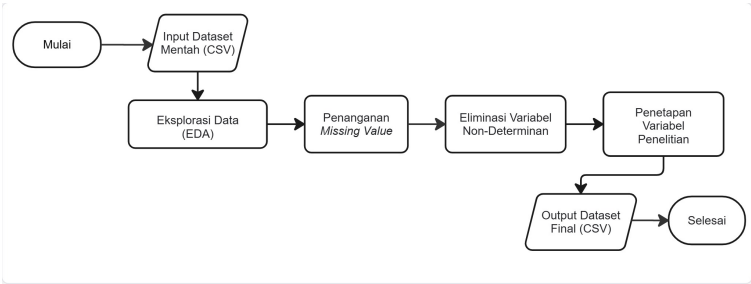 Mulai
Input Dataset
Mentah (CSV)
Eksplorasi Data
(EDA)
Penanganan
Missing Value
Eliminasi Variabel
Non-Determinan
Penetapan
Variabel
Penelitian
Output Dataset
Final (CSV)
Selesai